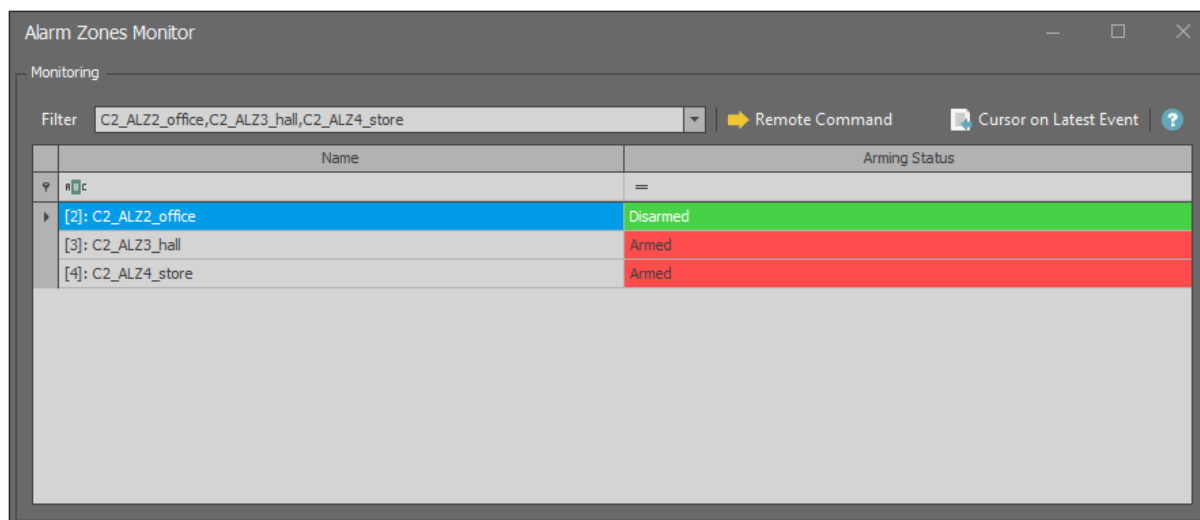 Alarm Zones Monitor
Monitoring
Filter C2_ALZ2_office,C2_ALZ3_hall,C2_ALZ4_store Remote Command Cursor on Latest Event ?
Name Arming Status
ABC =
[2]: C2_ALZ2_office Disarmed
[3]: C2_ALZ3_hall Armed
[4]: C2_ALZ4_store Armed